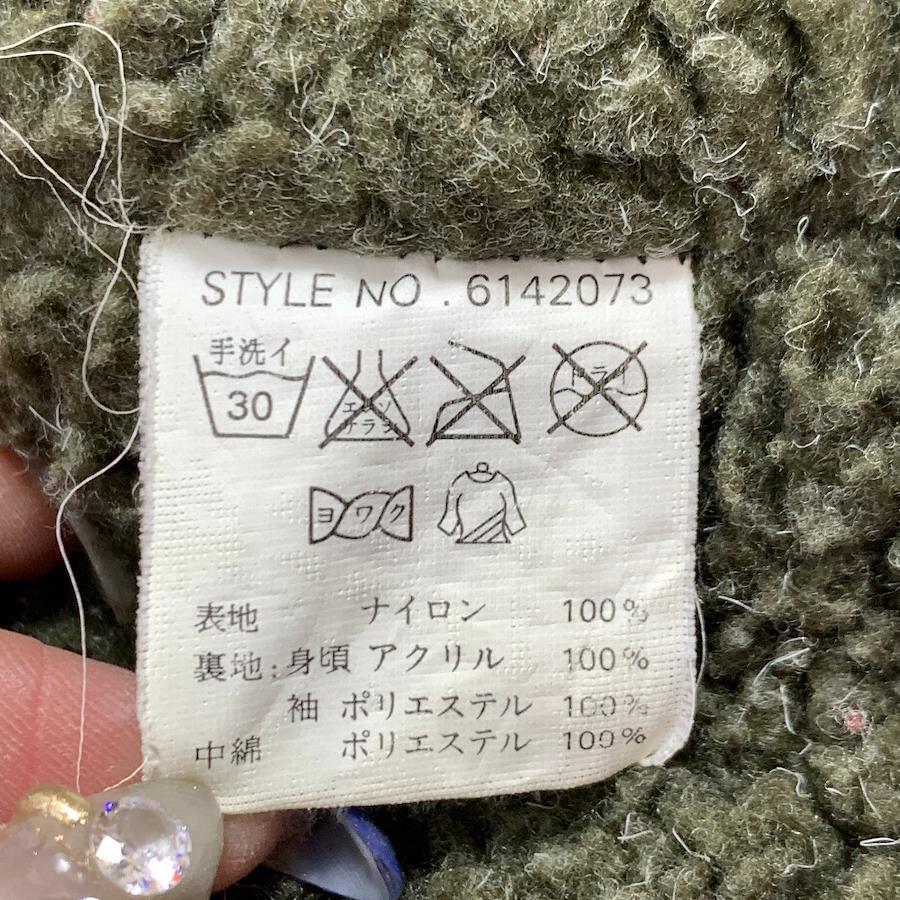 STYLE NO . 6142073
手洗イ
30
エンソ
サラシ
ドライ
ヨワク
表地 ナイロン 100%
裏地:身頃 アクリル 100%
袖 ポリエステル 100%
中綿 ポリエステル 100%